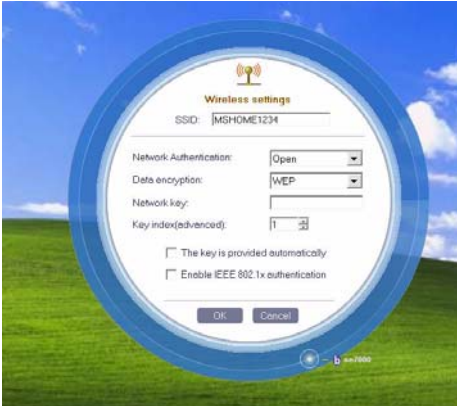 Wireless settings
SSID: MSHOME1234
Network Authentication: Open
Data encryption: WEP
Network key:
Key index(advanced): 1
The key is provided automatically
Enable IEEE 802.1x authentication
OK Cancel
b